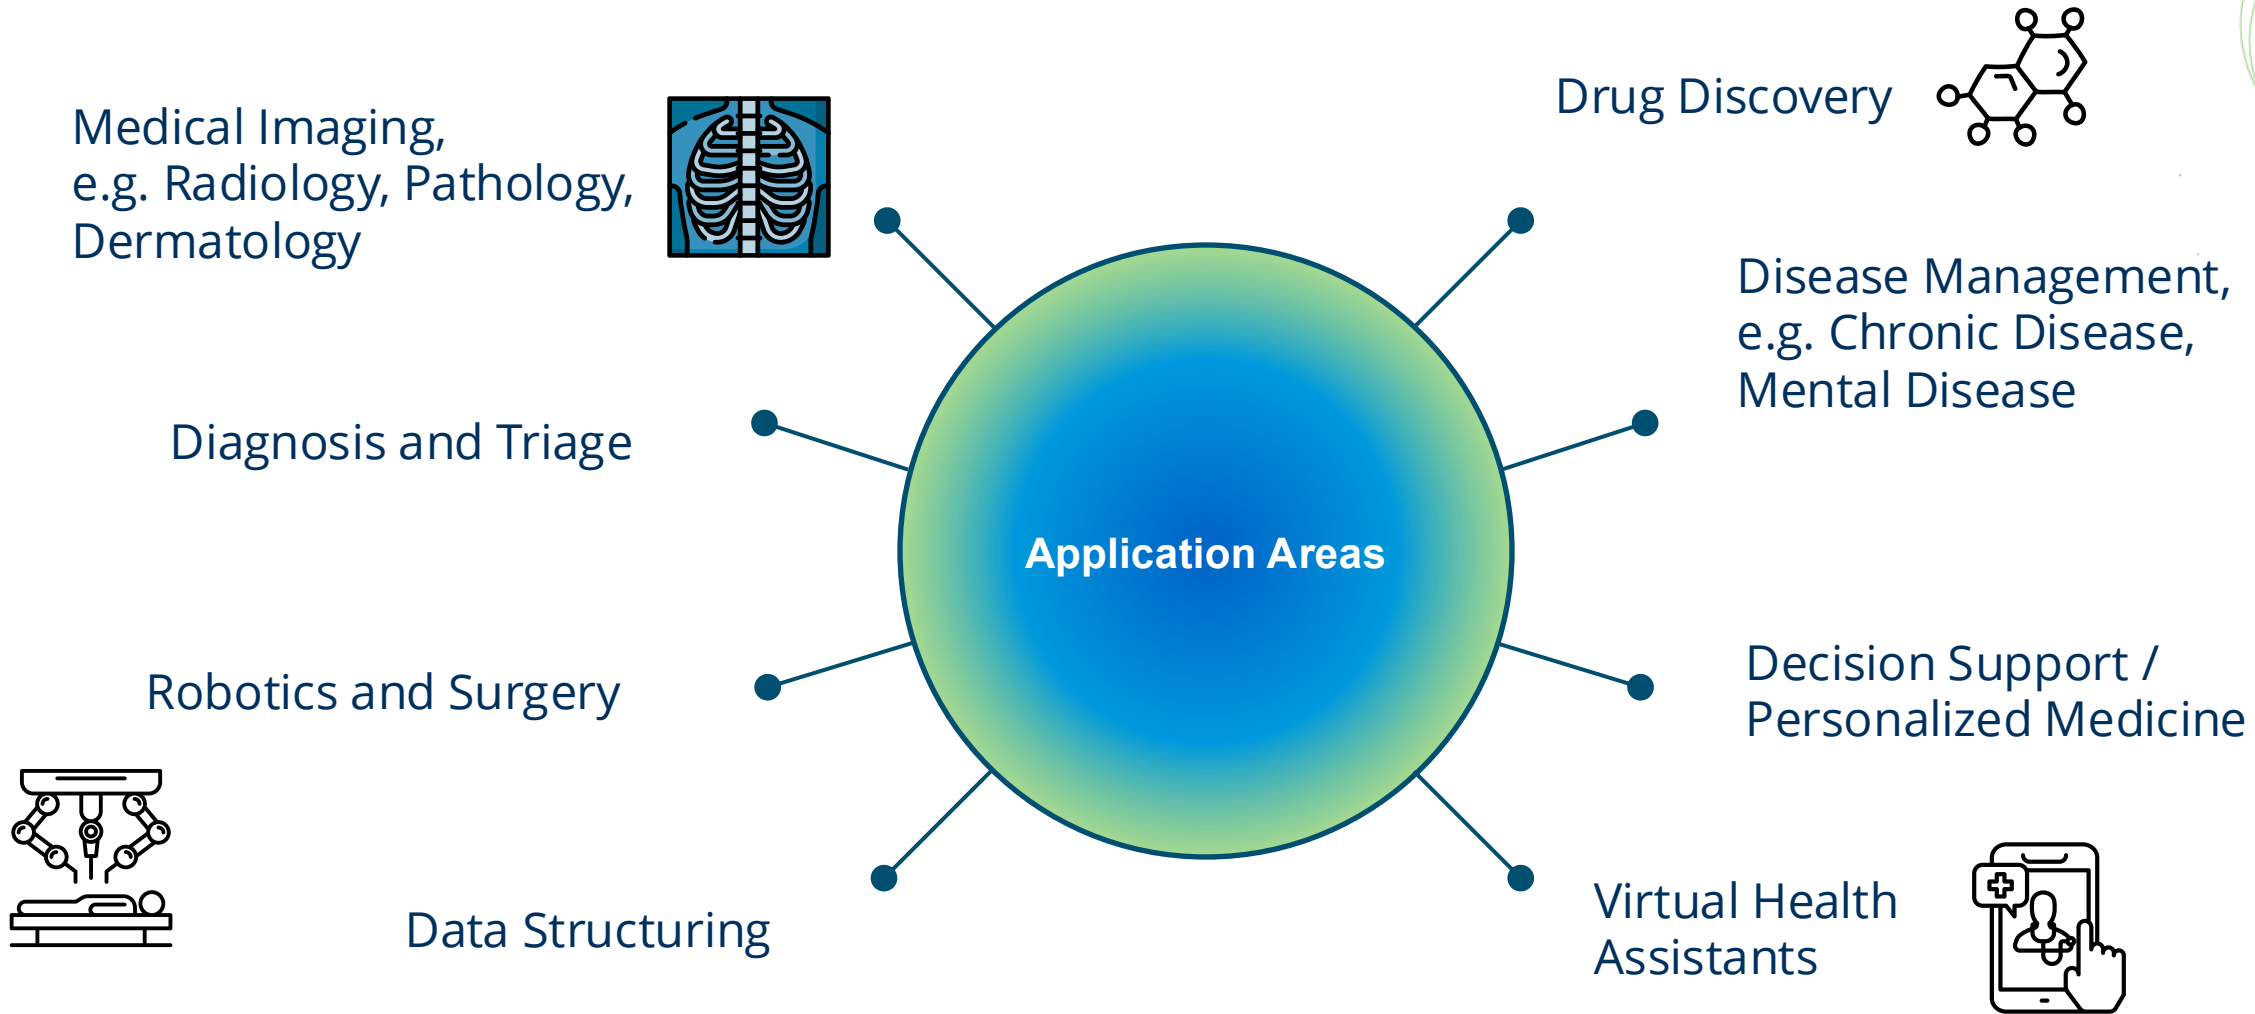 Medical Imaging,
e.g. Radiology, Pathology,
Dermatology
Diagnosis and Triage
Robotics and Surgery
Data Structuring
Application Areas
Drug Discovery
Disease Management,
e.g. Chronic Disease,
Mental Disease
Decision Support /
Personalized Medicine
Virtual Health
Assistants